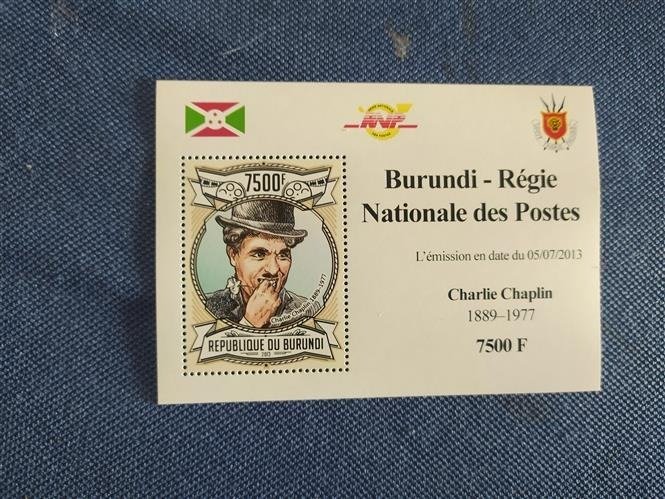 RNP
Burundi - Régie
Nationale des Postes
L'émission en date du 05/07/2013
Charlie Chaplin
1889–1977
7500 F
7500F
Charlie Chaplin 1889-1977
REPUBLIQUE DU BURUNDI
2013